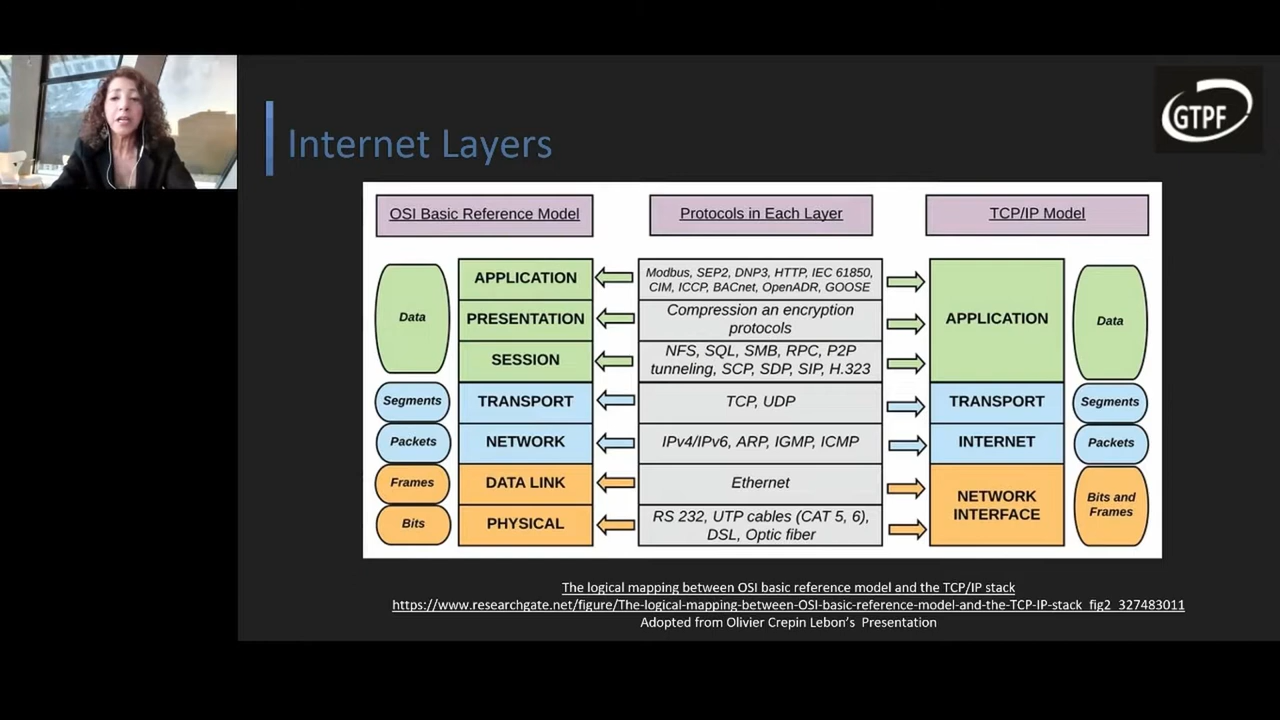 Internet Layers
GTPF
OSI Basic Reference Model
Protocols in Each Layer
TCP/IP Model
Data
APPLICATION
Modbus, SEP2, DNP3, HTTP, IEC 61850,
CIM, ICCP, BACnet, OpenADR, GOOSE
PRESENTATION
Compression an encryption
protocols
SESSION
NFS, SQL, SMB, RPC, P2P
tunneling, SCP, SDP, SIP, H.323
APPLICATION
Data
Segments
TRANSPORT
TCP, UDP
TRANSPORT
Segments
Packets
NETWORK
IPv4/IPv6, ARP, IGMP, ICMP
INTERNET
Packets
Frames
DATA LINK
Ethernet
Bits
PHYSICAL
RS 232, UTP cables (CAT 5, 6),
DSL, Optic fiber
NETWORK
INTERFACE
Bits and
Frames
The logical mapping between OSI basic reference model and the TCP/IP stack
https://www.researchgate.net/figure/The-logical-mapping-between-OSI-basic-reference-model-and-the-TCP-IP-stack_fig2_327483011
Adopted from Olivier Crepin Lebon's Presentation